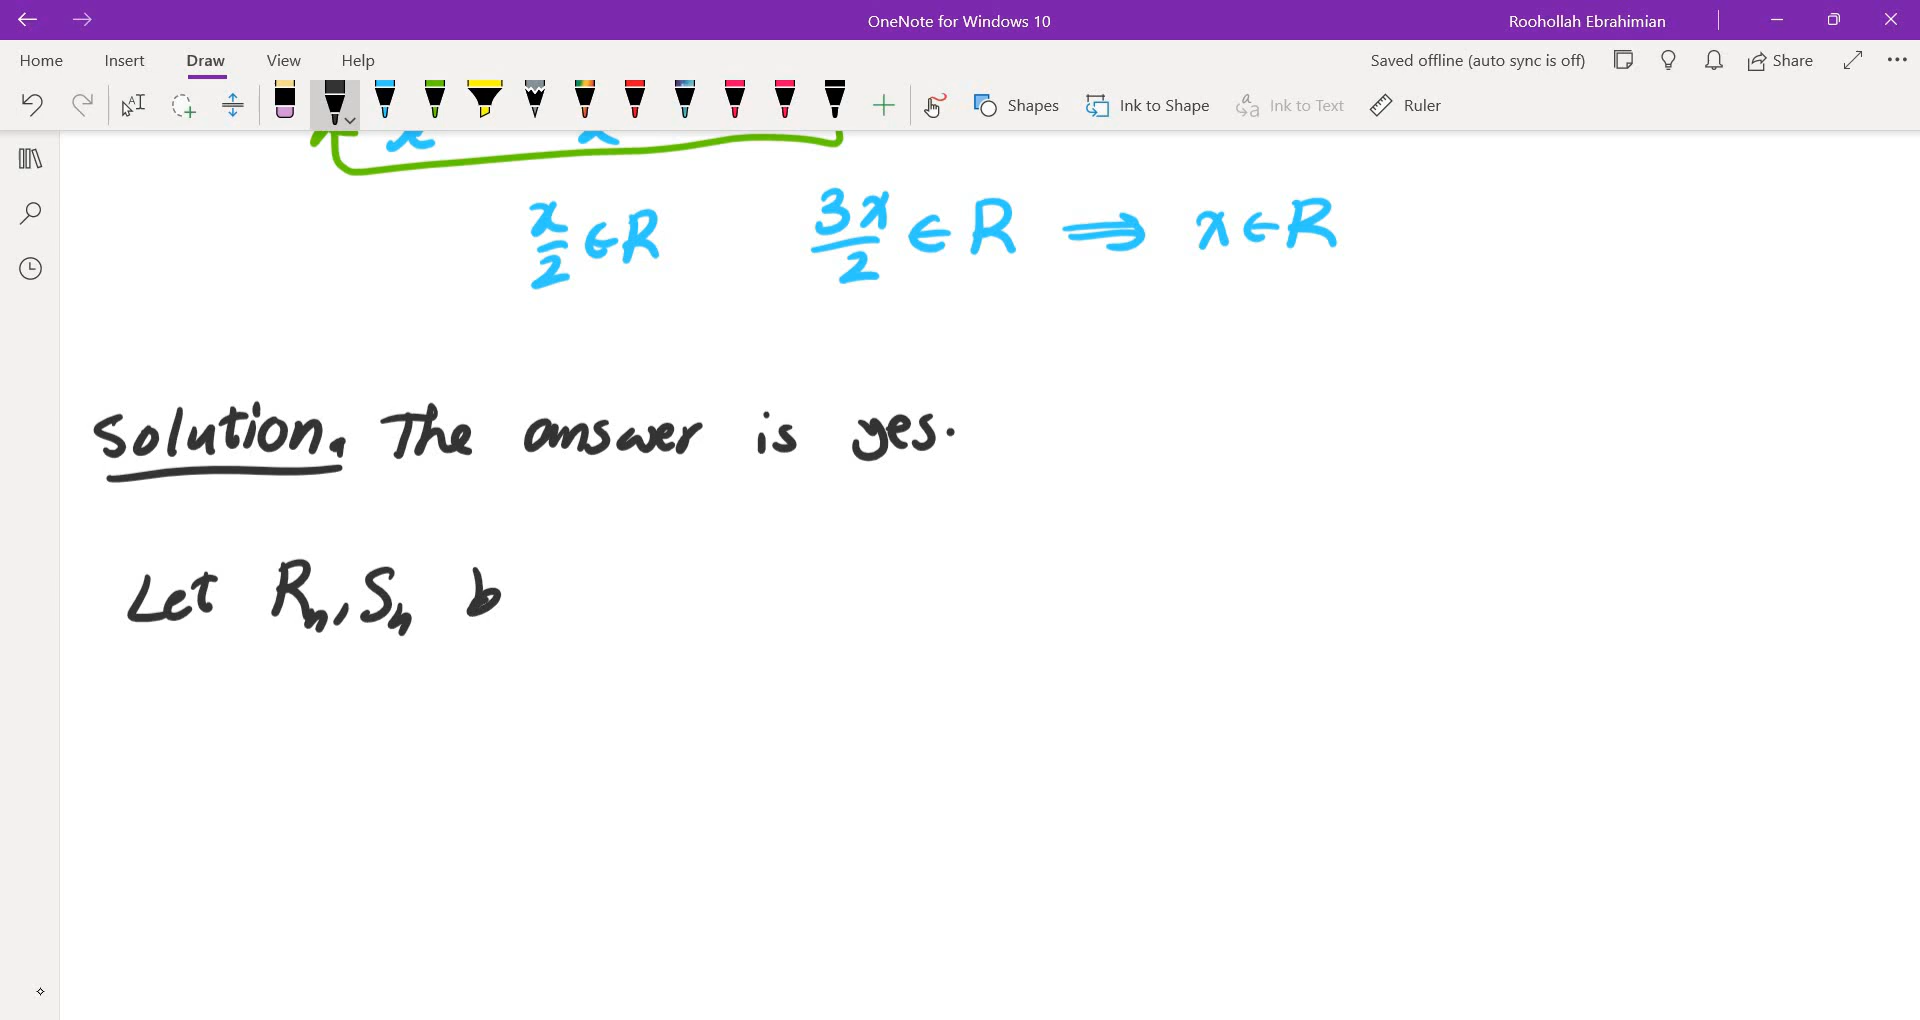 OneNote for Windows 10
Roohollah Ebrahimian
Home Insert Draw View Help
Saved offline (auto sync is off) Share
Shapes Ink to Shape Ink to Text Ruler
x x
x/2 ∈ R 3x/2 ∈ R ⟹ x ∈ R
Solution. The answer is yes.
Let Rn, Sn b